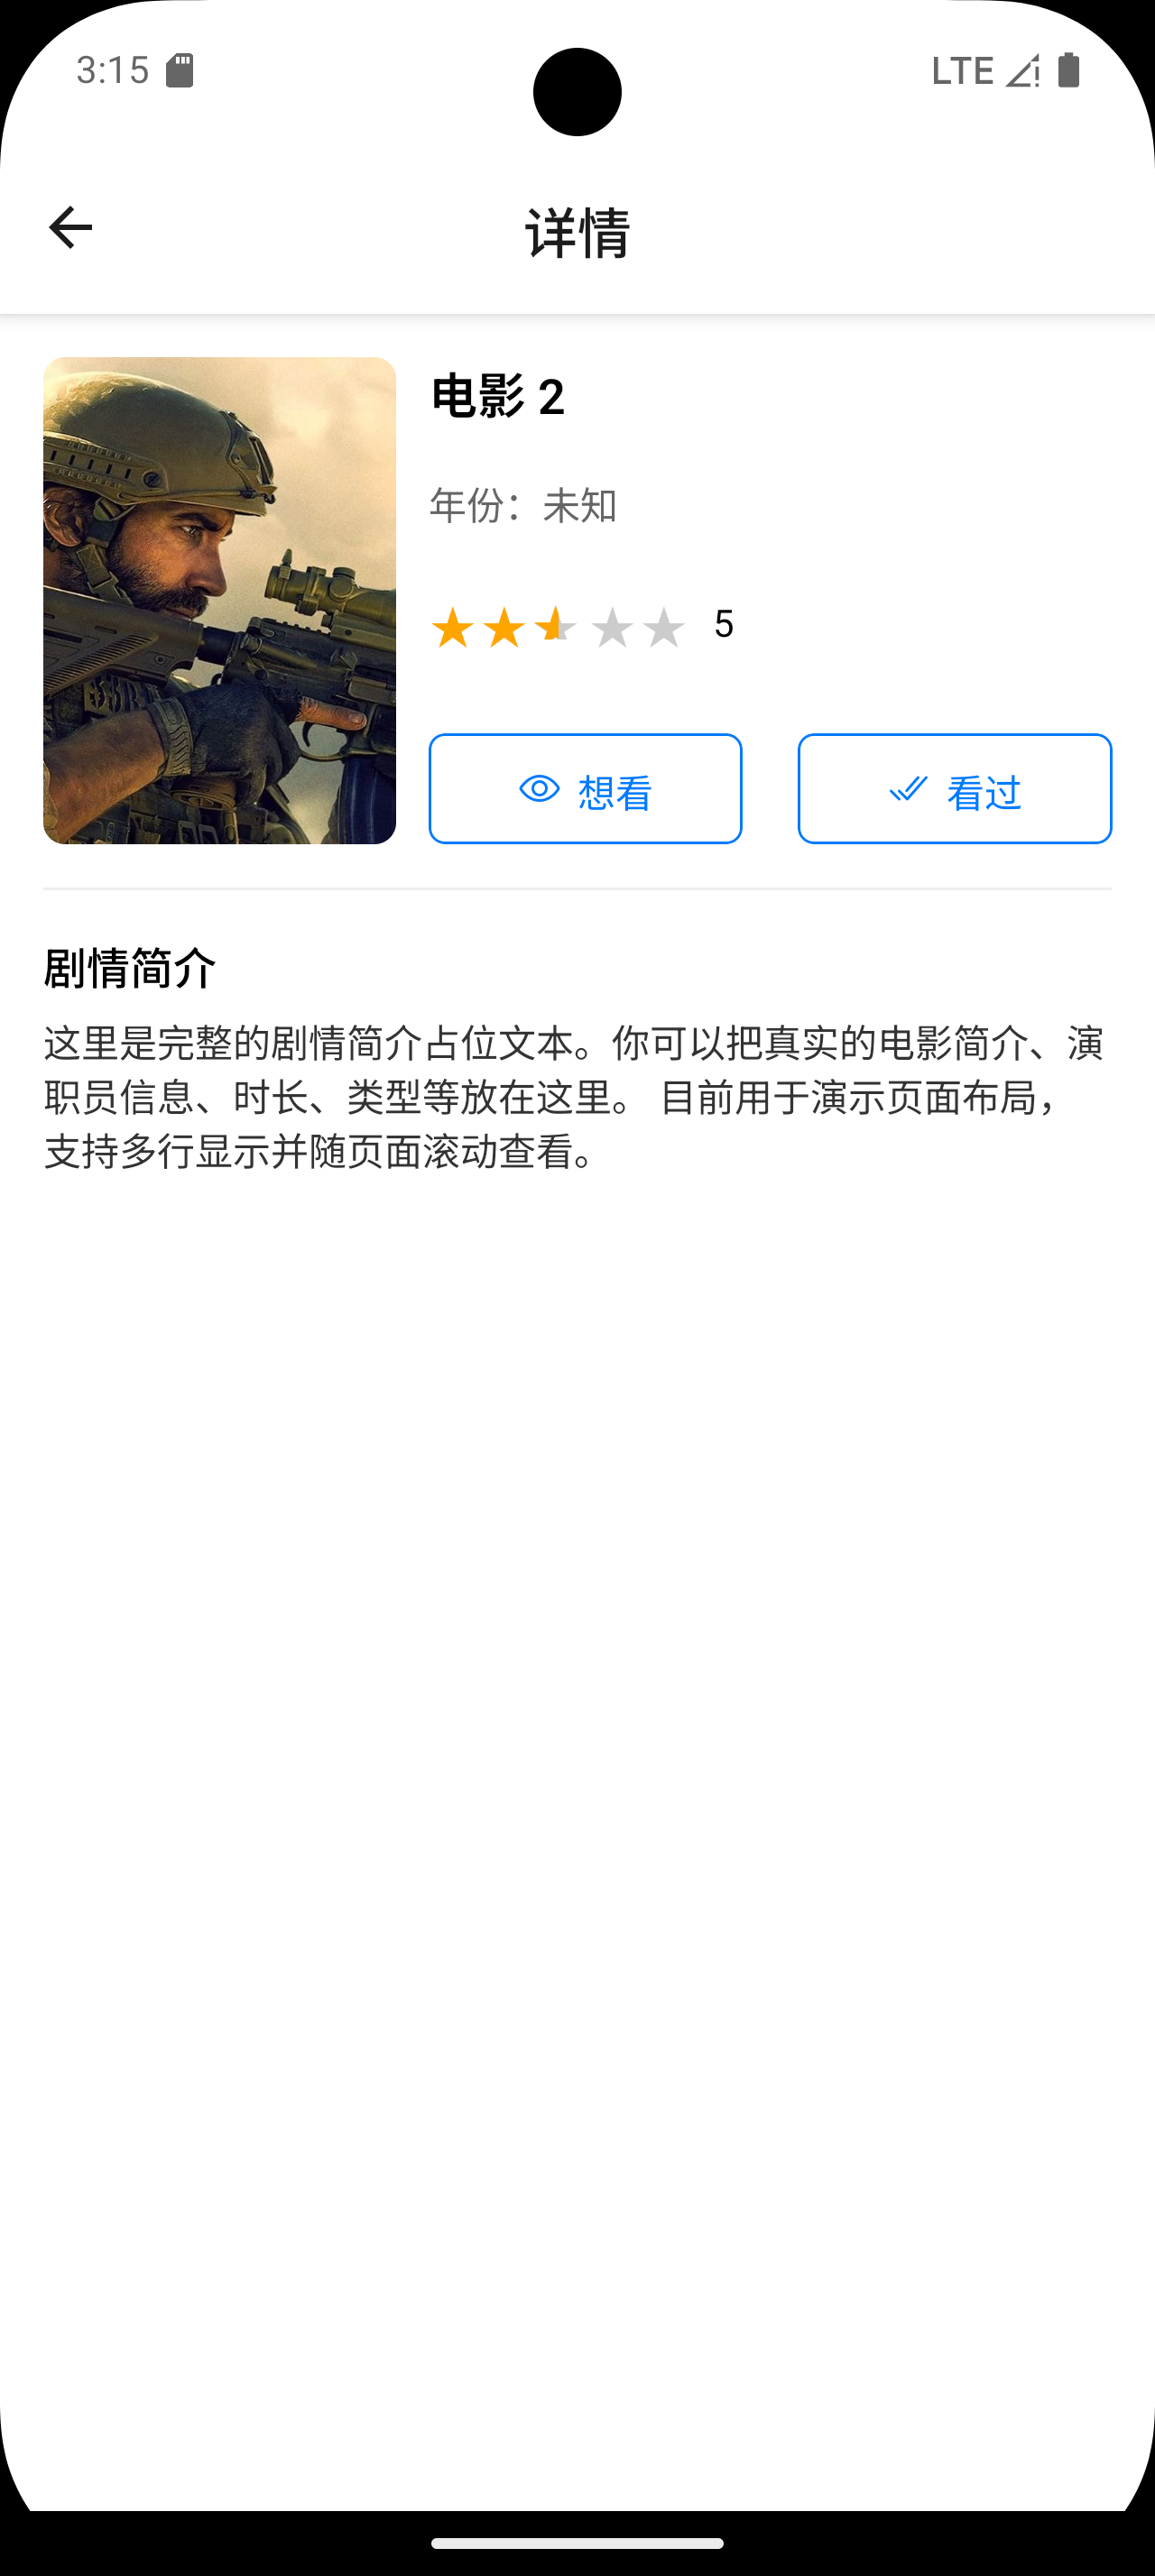 3:15
LTE
详情
电影 2
年份：未知
5
想看
看过
剧情简介
这里是完整的剧情简介占位文本。你可以把真实的电影简介、演
职员信息、时长、类型等放在这里。 目前用于演示页面布局，
支持多行显示并随页面滚动查看。